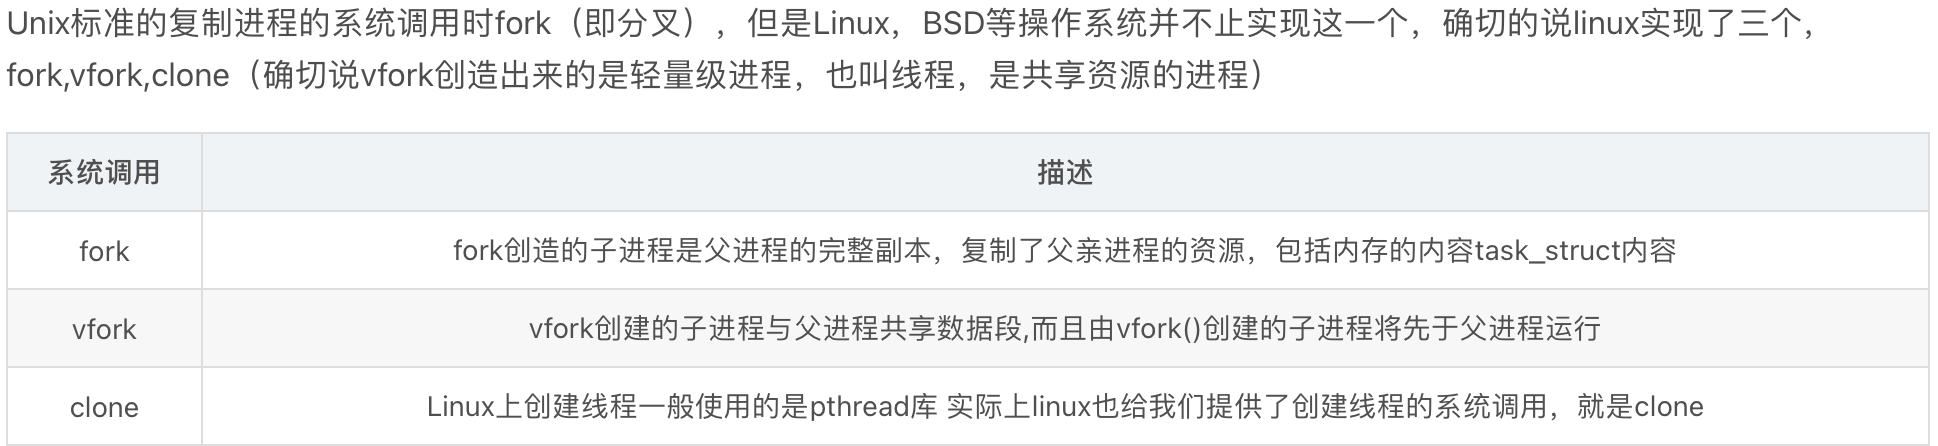 Unix标准的复制进程的系统调用时fork（即分叉），但是Linux，BSD等操作系统并不止实现这一个，确切的说linux实现了三个，
fork,vfork,clone（确切说vfork创造出来的是轻量级进程，也叫线程，是共享资源的进程）
系统调用 描述
fork fork创造的子进程是父进程的完整副本，复制了父亲进程的资源，包括内存的内容task_struct内容
vfork vfork创建的子进程与父进程共享数据段,而且由vfork()创建的子进程将先于父进程运行
clone Linux上创建线程一般使用的是pthread库 实际上linux也给我们提供了创建线程的系统调用，就是clone